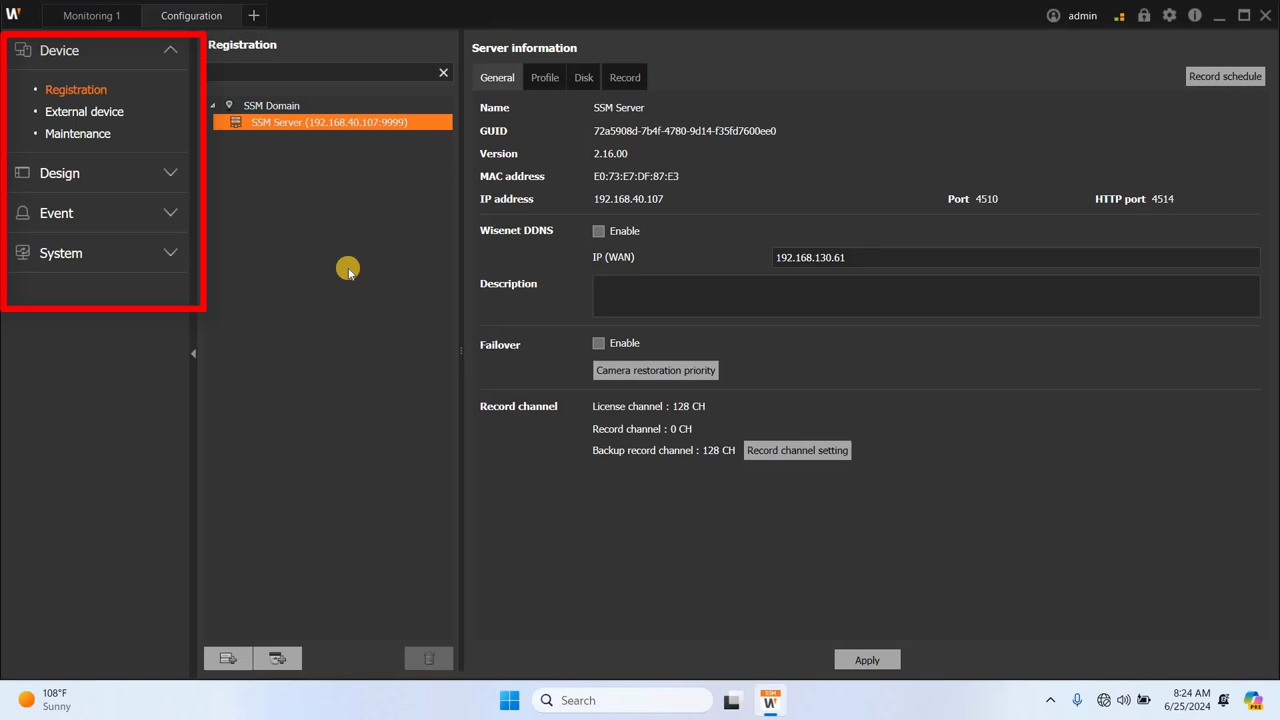 W Monitoring 1 Configuration admin
Device
Registration
External device
Maintenance
Design
Event
System
Registration
SSM Domain
SSM Server (192.168.40.107:9999)
Server information
General Profile Disk Record Record schedule
Name SSM Server
GUID 72a5908d-7b4f-4780-9d14-f35fd7600ee0
Version 2.16.00
MAC address E0:73:E7:DF:87:E3
IP address 192.168.40.107 Port 4510 HTTP port 4514
Wisenet DDNS Enable
IP (WAN) 192.168.130.61
Description
Failover Enable
Camera restoration priority
Record channel License channel : 128 CH
Record channel : 0 CH
Backup record channel : 128 CH Record channel setting
Apply
108°F
Sunny
Search
SSM
W
8:24 AM
6/25/2024
PRE